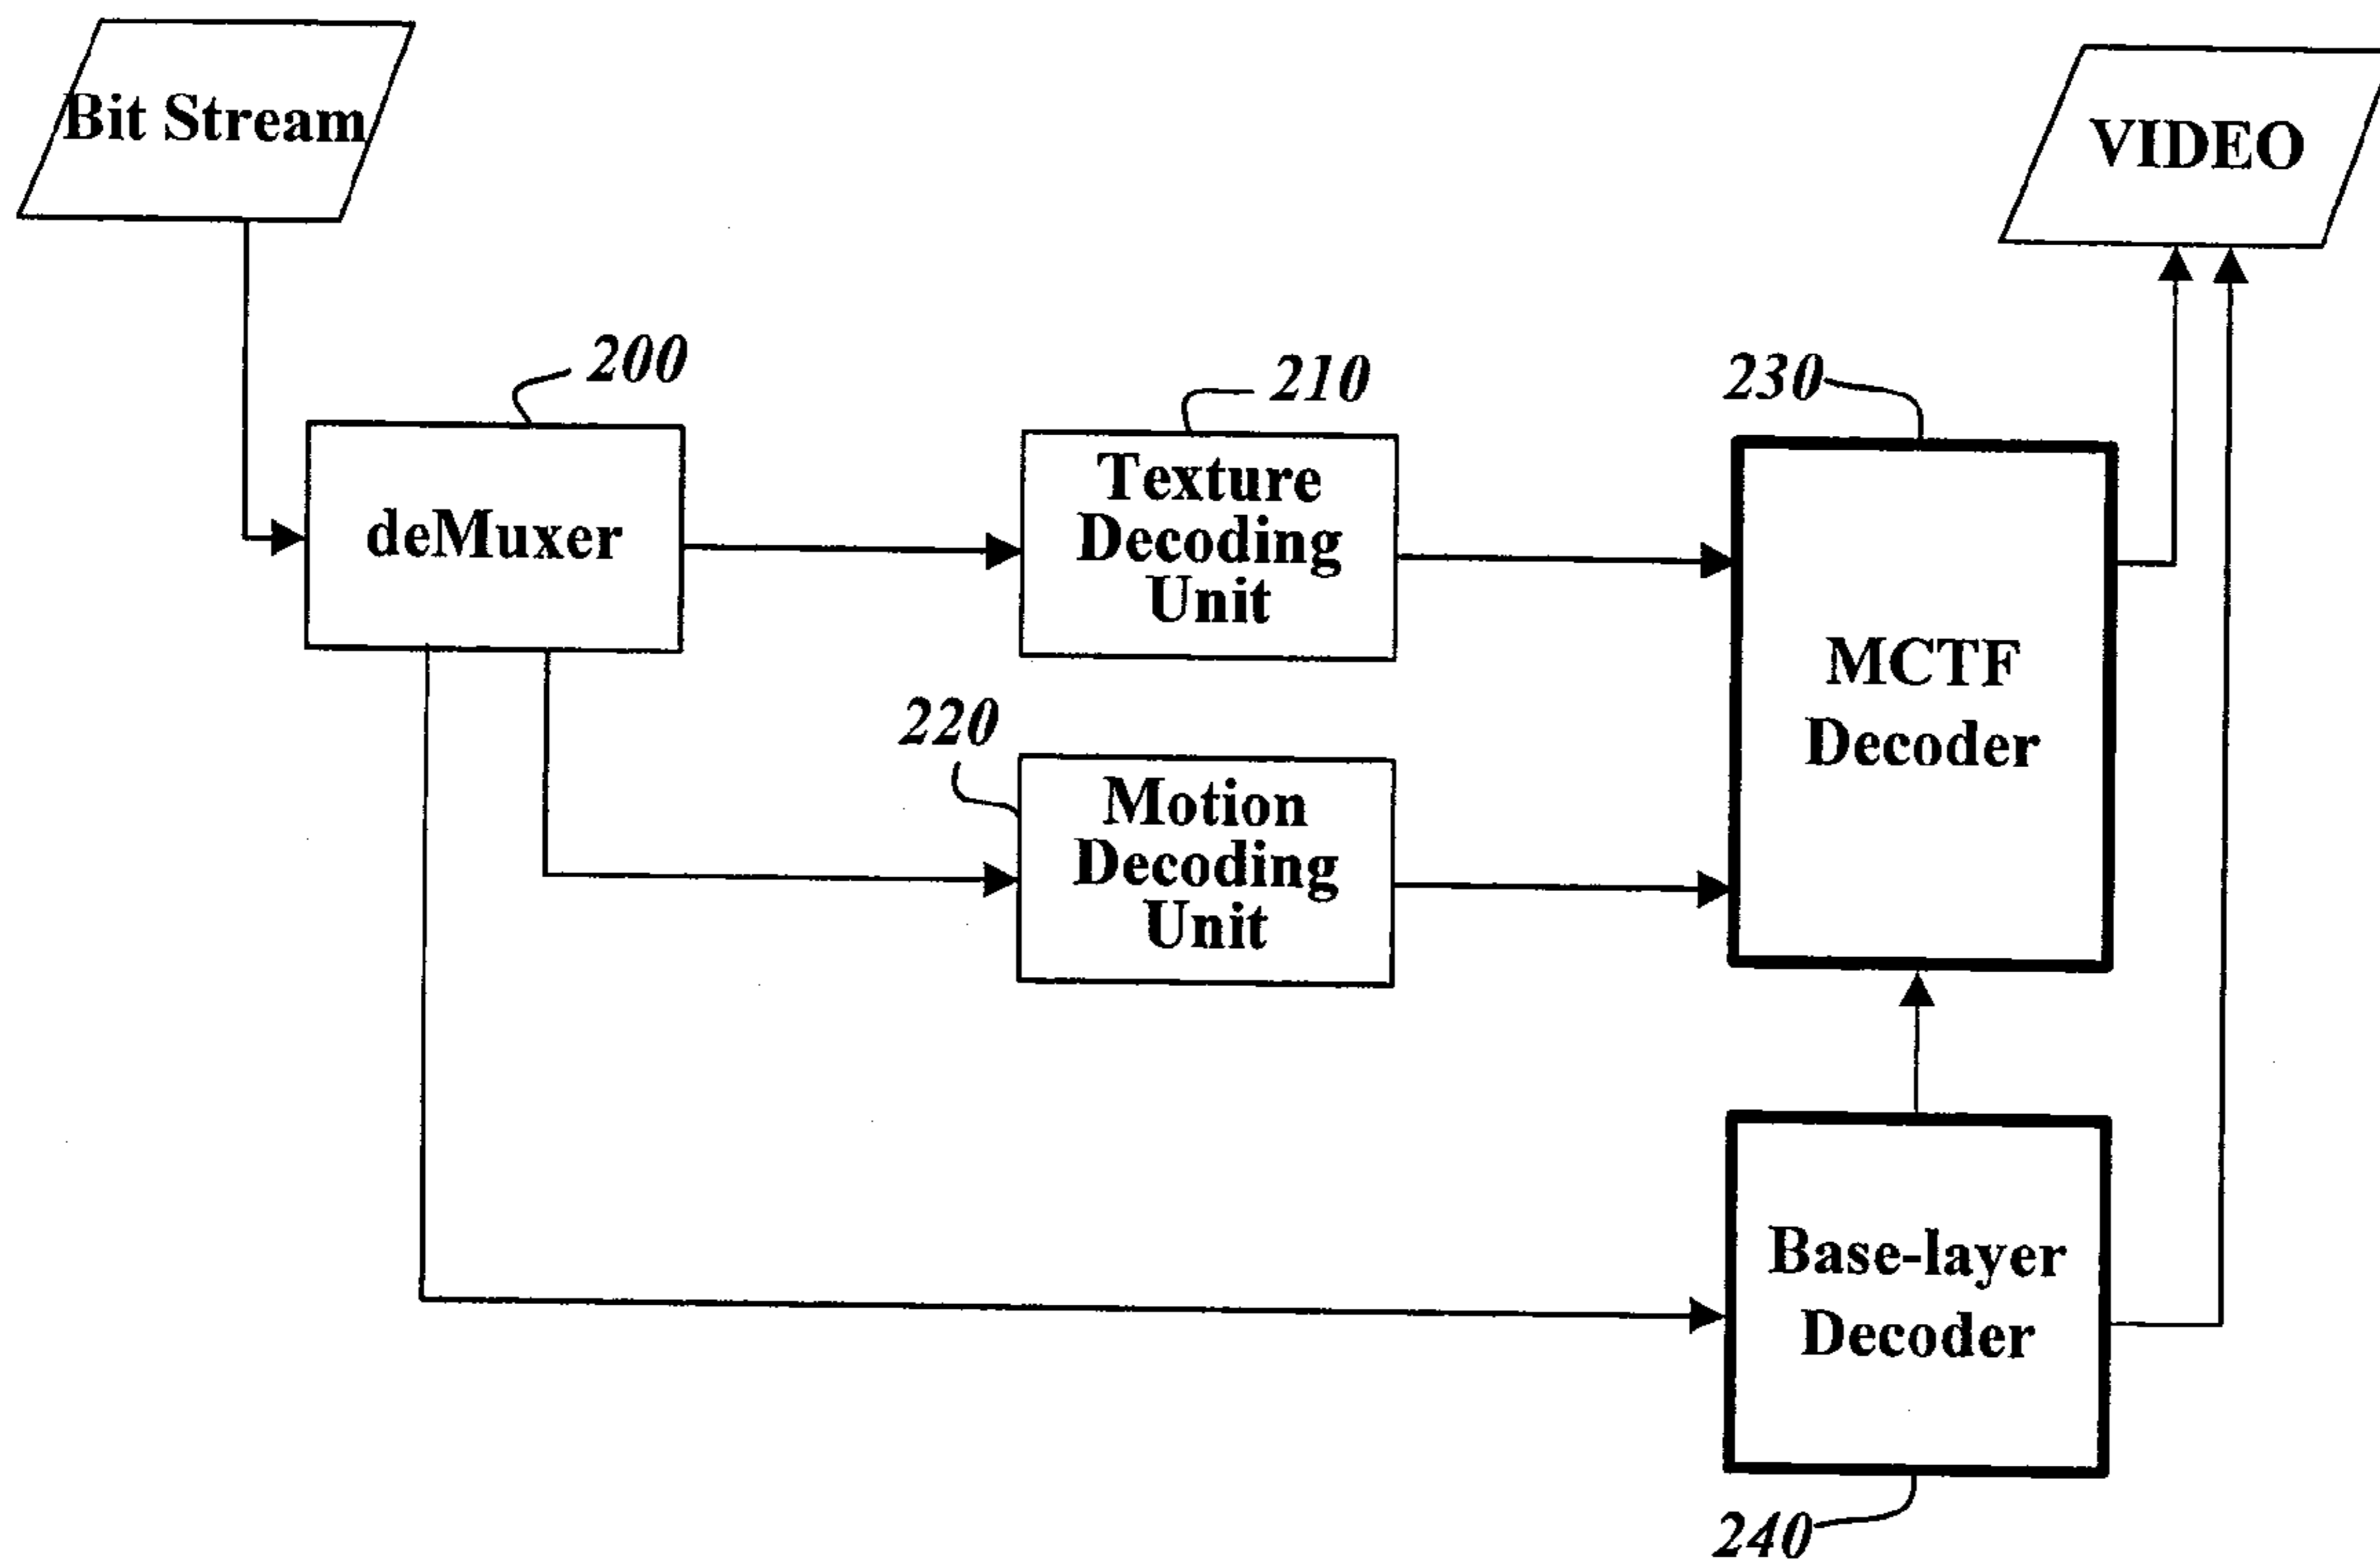 Bit Stream
VIDEO
200
210
230
deMuxer
Texture
Decoding
Unit
MCTF
Decoder
220
Motion
Decoding
Unit
Base-layer
Decoder
240